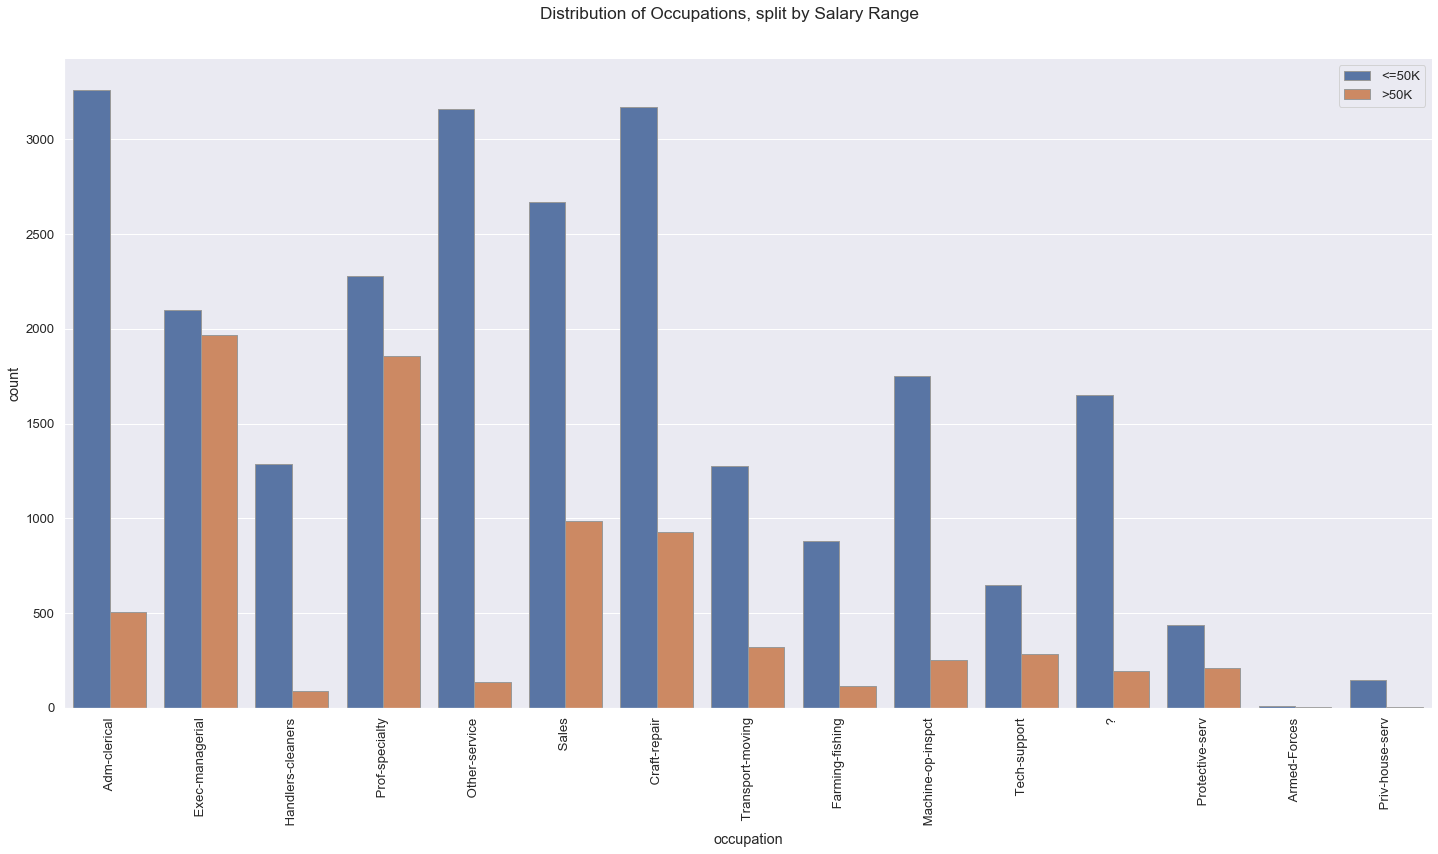 Distribution of Occupations, split by Salary Range
<=50K
>50K
3000
2500
2000
1500
1000
500
0
count
Adm-clerical
Exec-managerial
Handlers-cleaners
Prof-specialty
Other-service
Sales
Craft-repair
Transport-moving
Farming-fishing
Machine-op-inspct
Tech-support
?
Protective-serv
Armed-Forces
Priv-house-serv
occupation